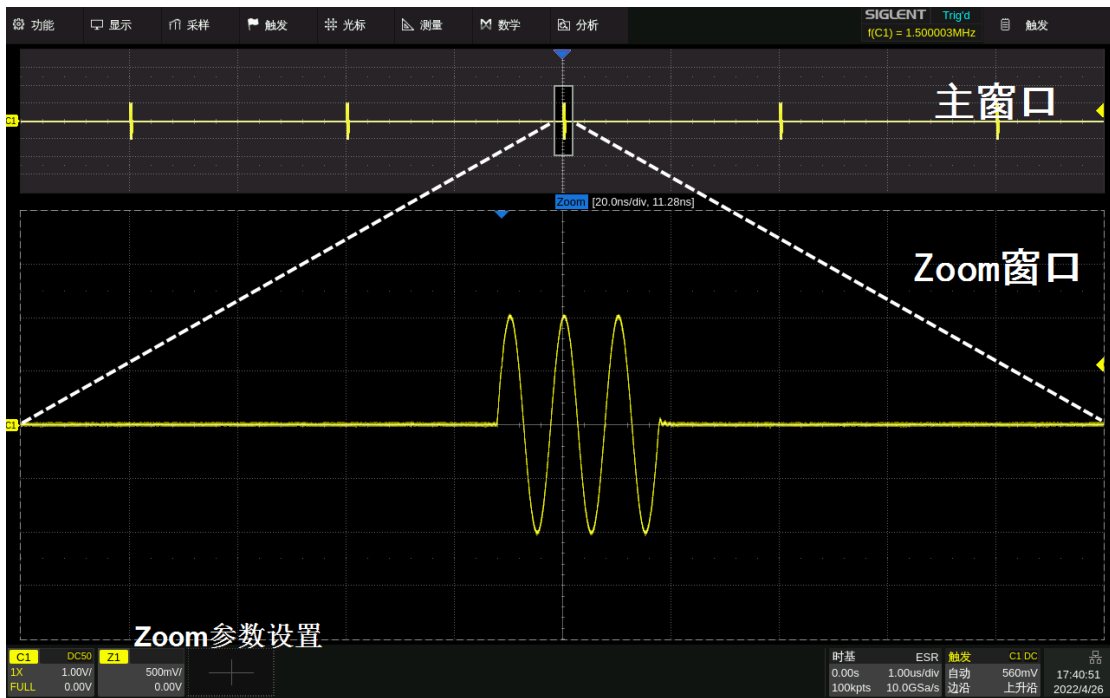 功能 显示 采样 触发 光标 测量 数学 分析
SIGLENT Trig'd
f(C1) = 1.500003MHz
触发
主窗口
C1
Zoom [20.0ns/div, 11.28ns]
Zoom窗口
C1
Zoom参数设置
C1 DC50
1X 1.00V/
FULL 0.00V
Z1
500mV/
0.00V
时基 ESR
0.00s 1.00us/div
100kpts 10.0GSa/s
触发 C1 DC
自动 560mV
边沿 上升沿
17:40:51
2022/4/26